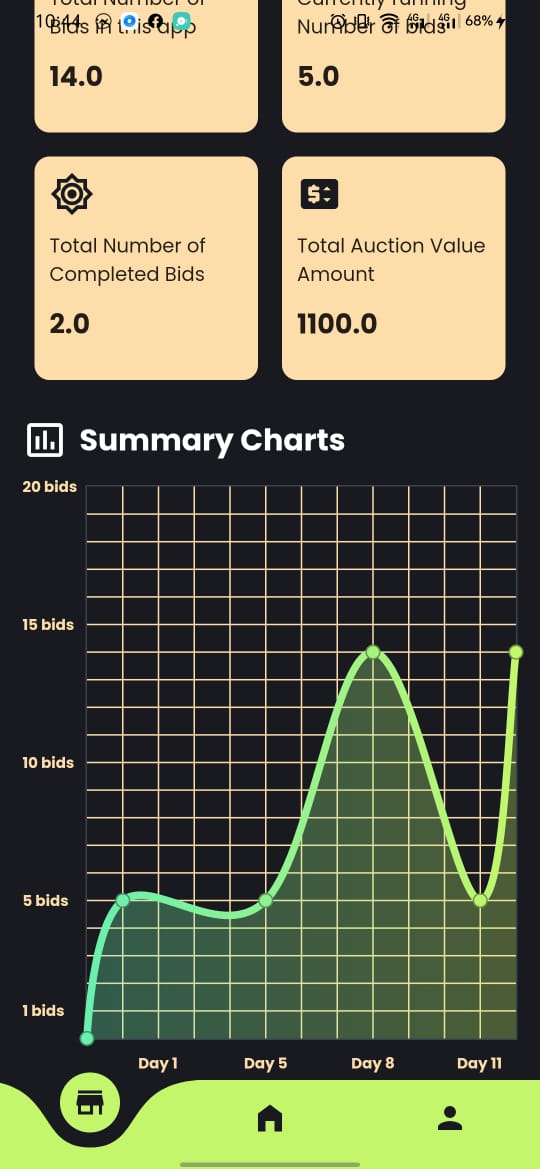 Total Number of
Currently running
10:44
4G
4G
68%
Bids in this app
Number of bids
14.0
5.0
Total Number of
Completed Bids
2.0
Total Auction Value
Amount
1100.0
Summary Charts
20 bids
15 bids
10 bids
5 bids
1 bids
Day 1
Day 5
Day 8
Day 11